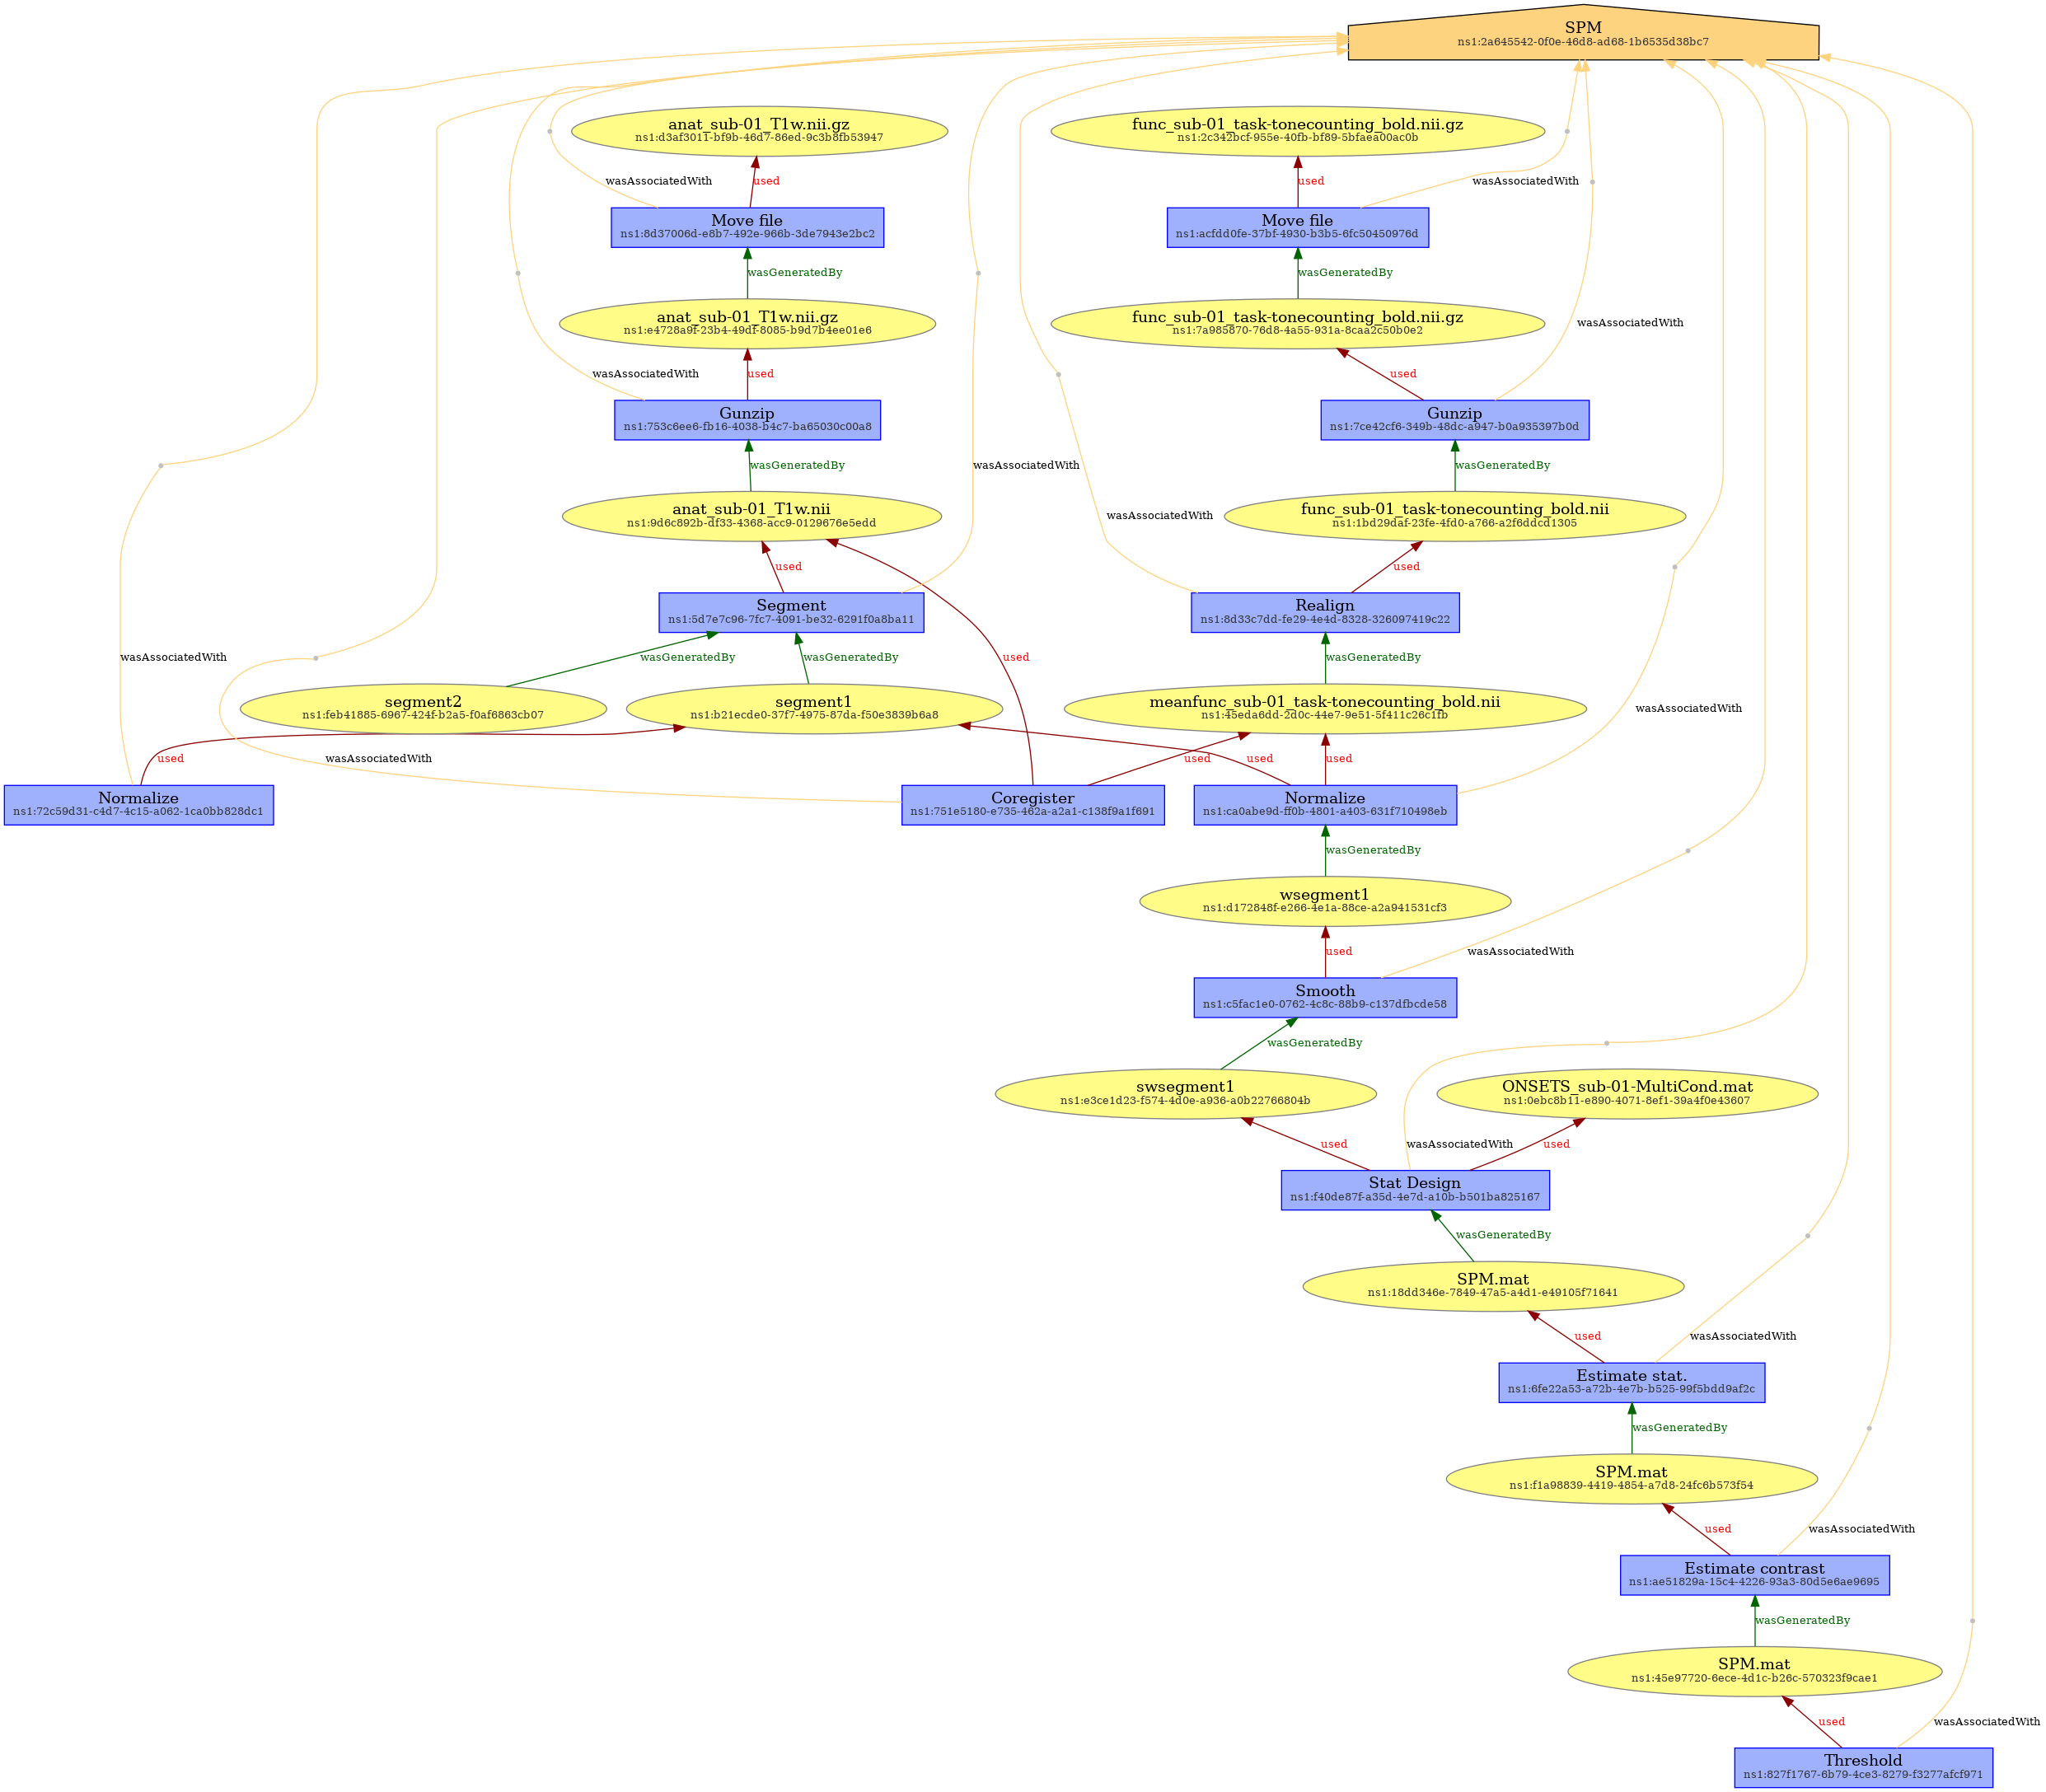 SPM
ns1:2a645542-0f0e-46d8-ad68-1b6535d38bc7
anat_sub-01_T1w.nii.gz
ns1:d3af3011-bf9b-46d7-86ed-9c3b8fb53947
func_sub-01_task-tonecounting_bold.nii.gz
ns1:2c342bcf-955e-40fb-bf89-5bfaea00ac0b
wasAssociatedWith
used
used
wasAssociatedWith
Move file
ns1:8d37006d-e8b7-492e-966b-3de7943e2bc2
Move file
ns1:acfdd0fe-37bf-4930-b3b5-6fc50450976d
wasGeneratedBy
wasGeneratedBy
anat_sub-01_T1w.nii.gz
ns1:e4728a9f-23b4-49df-8085-b9d7b4ee01e6
func_sub-01_task-tonecounting_bold.nii.gz
ns1:7a985870-76d8-4a55-931a-8caa2c50b0e2
wasAssociatedWith
wasAssociatedWith
used
used
Gunzip
ns1:753c6ee6-fb16-4038-b4c7-ba65030c00a8
Gunzip
ns1:7ce42cf6-349b-48dc-a947-b0a935397b0d
wasGeneratedBy
wasAssociatedWith
wasGeneratedBy
anat_sub-01_T1w.nii
ns1:9d6c892b-df33-4368-acc9-0129676e5edd
wasAssociatedWith
func_sub-01_task-tonecounting_bold.nii
ns1:1bd29daf-23fe-4fd0-a766-a2f6ddcd1305
used
used
Segment
ns1:5d7e7c96-7fc7-4091-be32-6291f0a8ba11
Realign
ns1:8d33c7dd-fe29-4e4d-8328-326097419c22
wasAssociatedWith
wasGeneratedBy
wasGeneratedBy
used
wasGeneratedBy
segment2
ns1:feb41885-6967-424f-b2a5-f0af6863cb07
segment1
ns1:b21ecde0-37f7-4975-87da-f50e3839b6a8
meanfunc_sub-01_task-tonecounting_bold.nii
ns1:45eda6dd-2d0c-44e7-9e51-5f411c26c1fb
wasAssociatedWith
used
wasAssociatedWith
used
used
used
Normalize
ns1:72c59d31-c4d7-4c15-a062-1ca0bb828dc1
Coregister
ns1:751e5180-e735-462a-a2a1-c138f9a1f691
Normalize
ns1:ca0abe9d-ff0b-4801-a403-631f710498eb
wasGeneratedBy
wsegment1
ns1:d172848f-e266-4e1a-88ce-a2a941531cf3
used
wasAssociatedWith
Smooth
ns1:c5fac1e0-0762-4c8c-88b9-c137dfbcde58
wasGeneratedBy
swsegment1
ns1:e3ce1d23-f574-4d0e-a936-a0b22766804b
ONSETS_sub-01-MultiCond.mat
ns1:0ebc8b11-e890-4071-8ef1-39a4f0e43607
used
wasAssociatedWith
used
Stat Design
ns1:f40de87f-a35d-4e7d-a10b-b501ba825167
wasGeneratedBy
SPM.mat
ns1:18dd346e-7849-47a5-a4d1-e49105f71641
used
wasAssociatedWith
Estimate stat.
ns1:6fe22a53-a72b-4e7b-b525-99f5bdd9af2c
wasGeneratedBy
SPM.mat
ns1:f1a98839-4419-4854-a7d8-24fc6b573f54
used
wasAssociatedWith
Estimate contrast
ns1:ae51829a-15c4-4226-93a3-80d5e6ae9695
wasGeneratedBy
SPM.mat
ns1:45e97720-6ece-4d1c-b26c-570323f9cae1
used
wasAssociatedWith
Threshold
ns1:827f1767-6b79-4ce3-8279-f3277afcf971